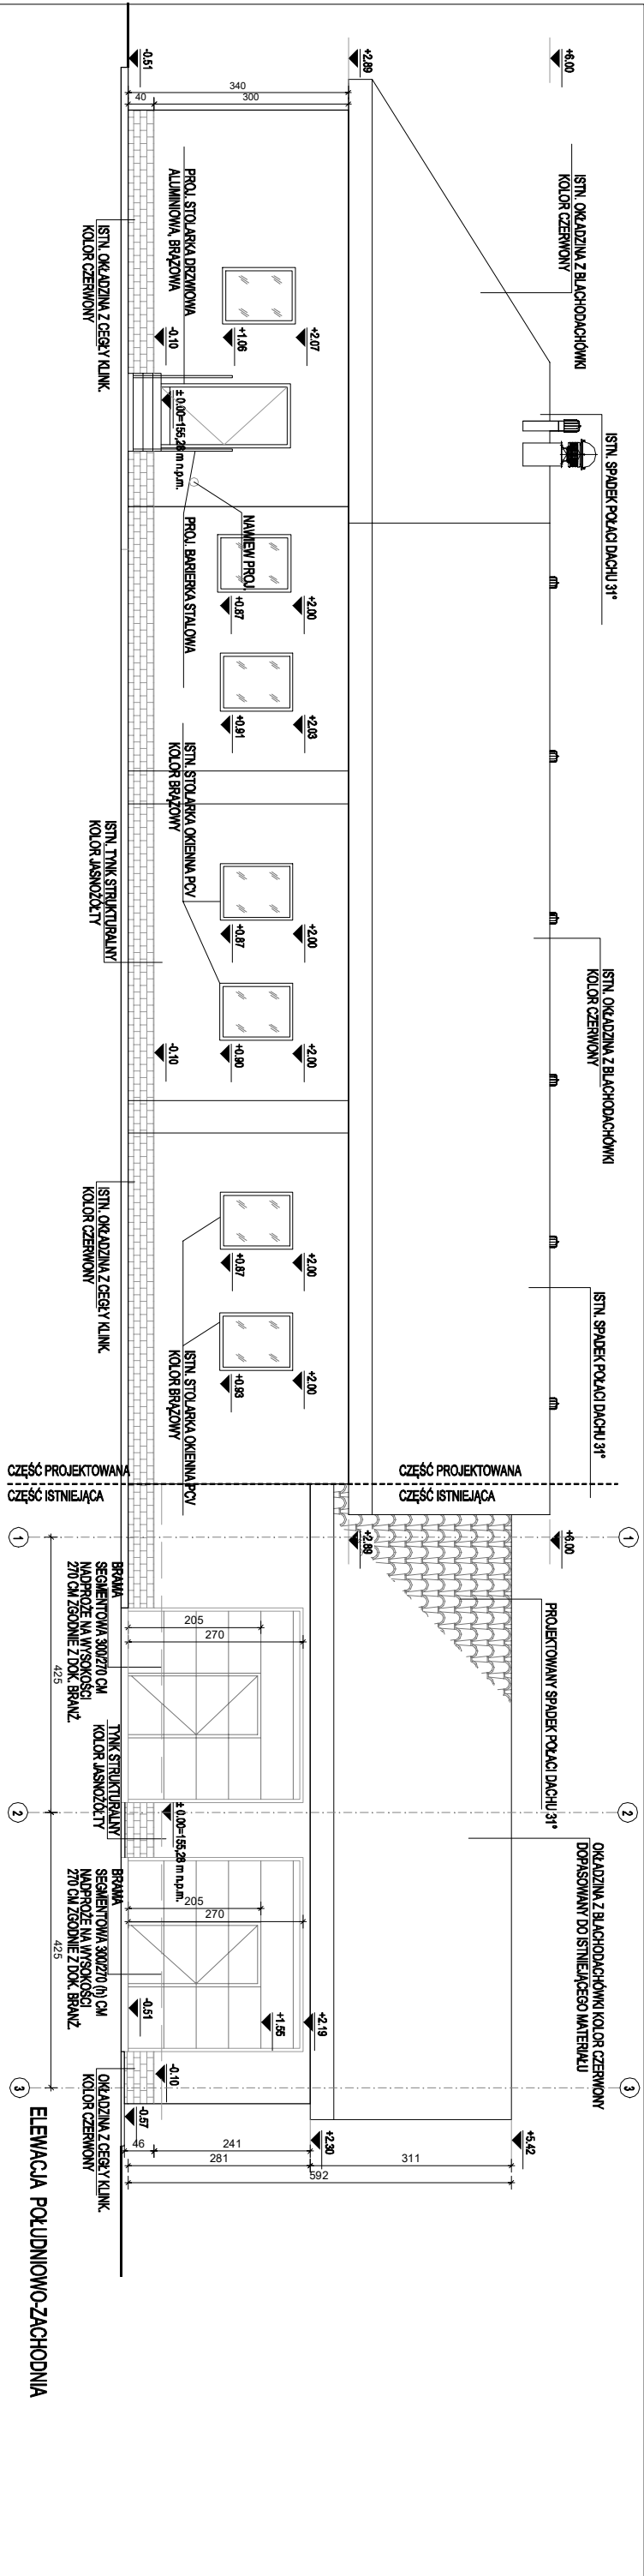 +6.00
ISTN. OKŁADZINA Z BLACHODACHÓWKI
KOLOR CZERWONY
ISTN. SPADEK POŁACI DACHU 31°
ISTN. OKŁADZINA Z BLACHODACHÓWKI
KOLOR CZERWONY
ISTN. SPADEK POŁACI DACHU 31°
+2.89
340
300
40
-0.51
PROJ. STOLARKA DRZWIOWA
ALUMINIOWA, BRĄZOWA
ISTN. OKŁADZINA Z CEGŁY KLINK.
KOLOR CZERWONY
+2.07
+1.06
-0.10
± 0.00=155,28 m n.p.m.
NAWIEW PROJ.
PROJ. BARIERKA STALOWA
+2.00
+0.87
+2.03
+0.91
ISTN. STOLARKA OKIENNA PCV
KOLOR BRĄZOWY
ISTN. TYNK STRUKTURALNY
KOLOR JASNOŻÓŁTY
+2.00
+0.87
+2.00
+0.90
-0.10
ISTN. OKŁADZINA Z CEGŁY KLINK.
KOLOR CZERWONY
+2.00
+0.87
+2.00
+0.93
ISTN. STOLARKA OKIENNA PCV
KOLOR BRĄZOWY
CZĘŚĆ PROJEKTOWANA
CZĘŚĆ ISTNIEJĄCA
CZĘŚĆ PROJEKTOWANA
CZĘŚĆ ISTNIEJĄCA
1
1
+6.00
+2.89
PROJEKTOWANY SPADEK POŁACI DACHU 31°
205
270
BRAMA
SEGMENTOWA 300/270 CM
NADPROŻE NA WYSOKOŚCI
270 CM ZGODNIE Z DOK. BRANŻ.
425
TYNK STRUKTURALNY
KOLOR JASNOŻÓŁTY
2
2
± 0.00=155,28 m n.p.m.
OKŁADZINA Z BLACHODACHÓWKI KOLOR CZERWONY
DOPASOWANY DO ISTNIEJĄCEGO MATERIAŁU
205
270
BRAMA
SEGMENTOWA 300/270 (h) CM
NADPROŻE NA WYSOKOŚCI
270 CM ZGODNIE Z DOK. BRANŻ.
425
-0.51
+1.55
+2.19
-0.10
3
3
OKŁADZINA Z CEGŁY KLINK.
KOLOR CZERWONY
-0.57
+2.30
+5.42
46
241
281
311
592
ELEWACJA POŁUDNIOWO-ZACHODNIA